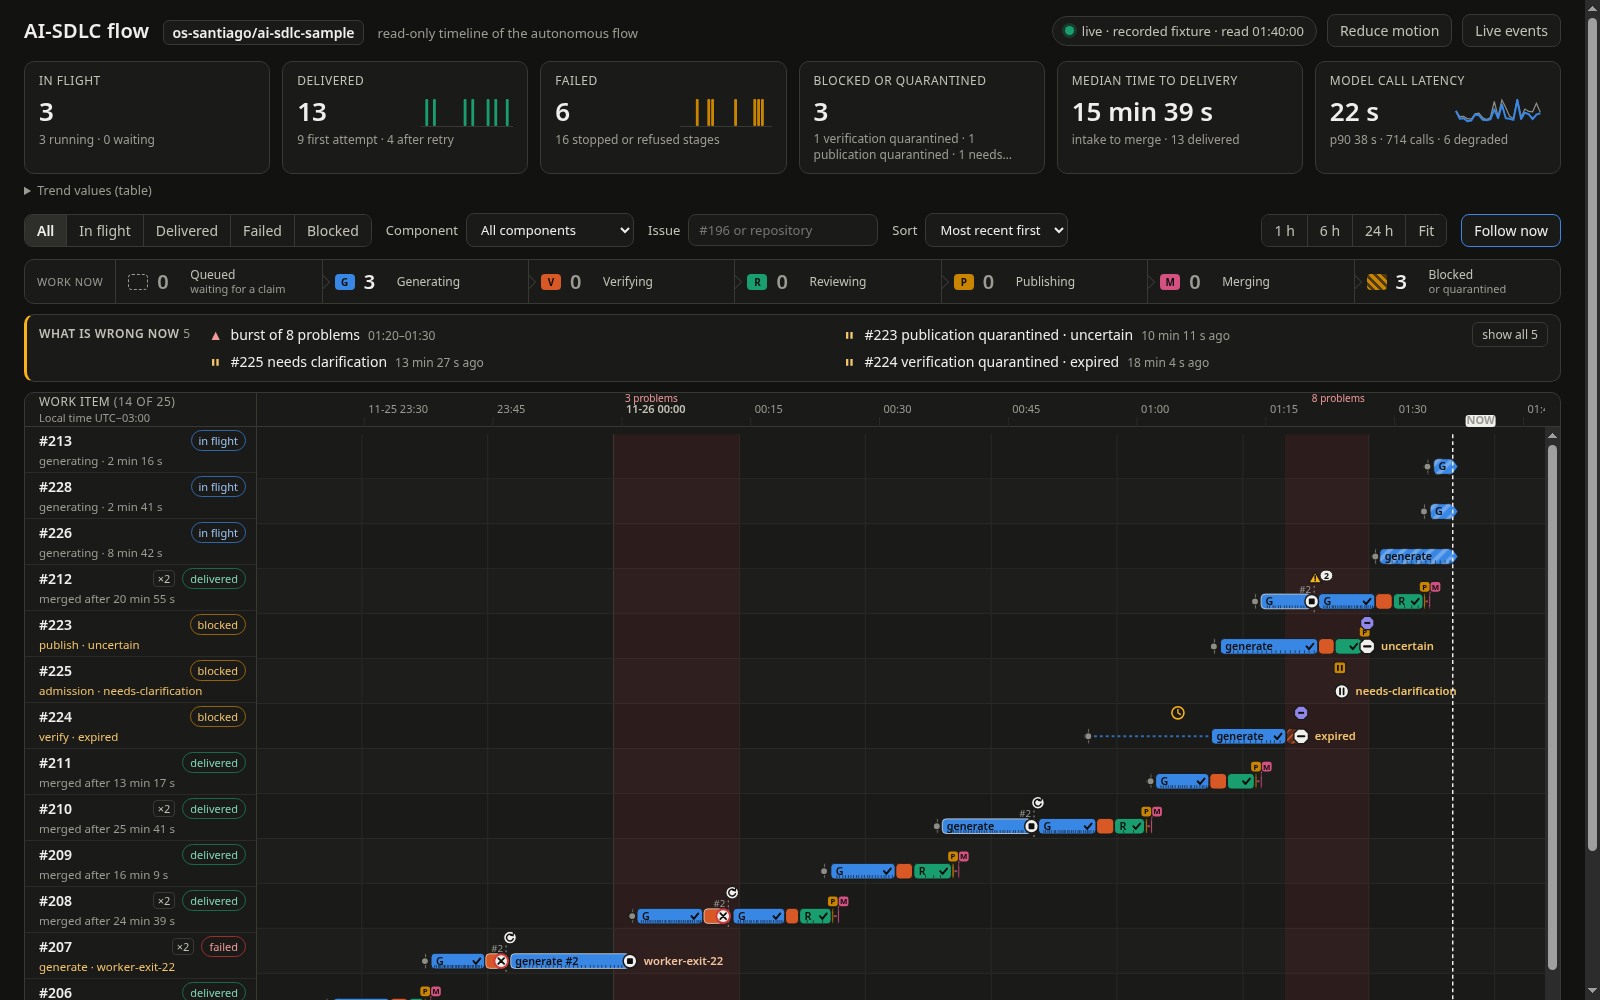 AI-SDLC flow os-santiago/ai-sdlc-sample read-only timeline of the autonomous flow live · recorded fixture · read 01:40:00 Reduce motion Live events
IN FLIGHT
3
3 running · 0 waiting
DELIVERED
13
9 first attempt · 4 after retry
FAILED
6
16 stopped or refused stages
BLOCKED OR QUARANTINED
3
1 verification quarantined · 1
publication quarantined · 1 needs...
MEDIAN TIME TO DELIVERY
15 min 39 s
intake to merge · 13 delivered
MODEL CALL LATENCY
22 s
p90 38 s · 714 calls · 6 degraded
Trend values (table)
All In flight Delivered Failed Blocked Component All components Issue #196 or repository Sort Most recent first 1 h 6 h 24 h Fit Follow now
WORK NOW
0 Queued
waiting for a claim
G 3 Generating
V 0 Verifying
R 0 Reviewing
P 0 Publishing
M 0 Merging
3 Blocked
or quarantined
WHAT IS WRONG NOW 5
burst of 8 problems 01:20–01:30
#223 publication quarantined · uncertain 10 min 11 s ago
show all 5
#225 needs clarification 13 min 27 s ago
#224 verification quarantined · expired 18 min 4 s ago
WORK ITEM (14 OF 25)
Local time UTC−03:00
3 problems 8 problems
11-25 23:30 23:45 11-26 00:00 00:15 00:30 00:45 01:00 01:15 01:30 01:4
NOW
#213 in flight
generating · 2 min 16 s
G
#228 in flight
generating · 2 min 41 s
G
#226 in flight
generating · 8 min 42 s
generate
#212 ×2 delivered
merged after 20 min 55 s
2
#2 P M
G G R
#223 blocked
publish · uncertain
P
generate uncertain
#225 blocked
admission · needs-clarification
needs-clarification
#224 blocked
verify · expired
generate expired
#211 delivered
merged after 13 min 17 s
P M
G
#210 ×2 delivered
merged after 25 min 41 s
#2 P M
generate G R
#209 delivered
merged after 16 min 9 s
P M
G R
#208 ×2 delivered
merged after 24 min 39 s
#2 P M
G G R
#207 ×2 failed
generate · worker-exit-22
#2
G generate #2 worker-exit-22
#206 delivered
P M